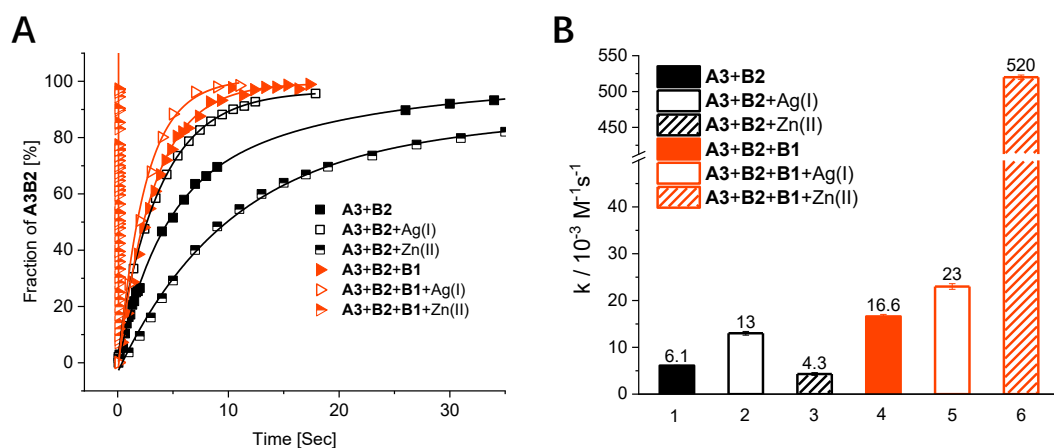 A
Fraction of A3B2 [%]
100
80
60
40
20
0
A3+B2
A3+B2+Ag(I)
A3+B2+Zn(II)
A3+B2+B1
A3+B2+B1+Ag(I)
A3+B2+B1+Zn(II)
0 10 20 30
Time [Sec]
B
k / 10⁻³ M⁻¹s⁻¹
550
500
450
40
30
20
10
0
A3+B2
A3+B2+Ag(I)
A3+B2+Zn(II)
A3+B2+B1
A3+B2+B1+Ag(I)
A3+B2+B1+Zn(II)
6.1
13
4.3
16.6
23
520
1 2 3 4 5 6